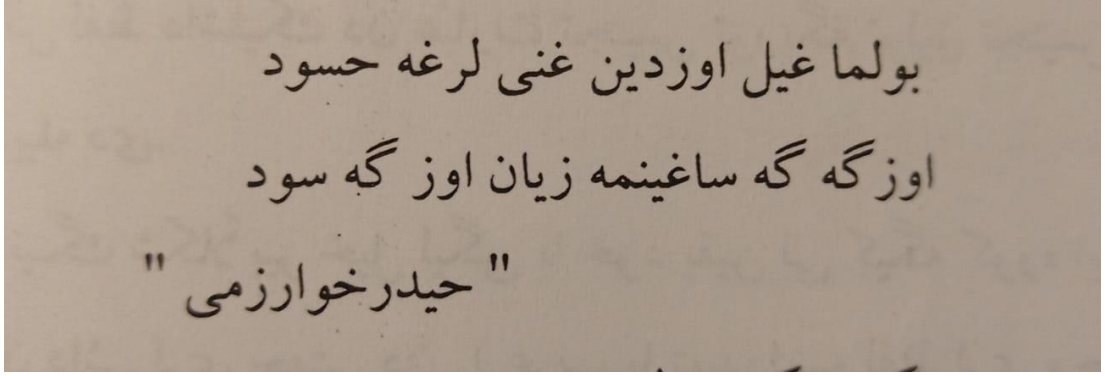 بولما غیل اوزدین غنی لرغه حسود
اوزگه گه ساغینمه زیان اوز گه سود
" حیدرخوارزمی "